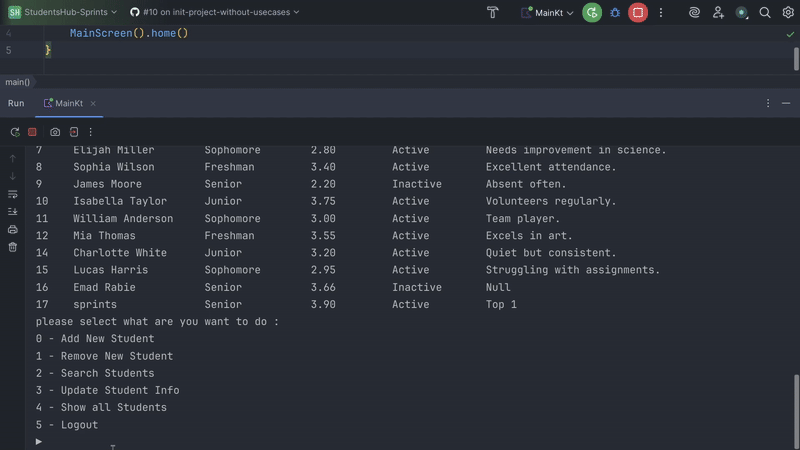 SH StudentsHub-Sprints #10 on init-project-without-usecases MainKt
4 MainScreen().home()
5 }
main()
Run MainKt
7 Elijah Miller Sophomore 2.80 Active Needs improvement in science.
8 Sophia Wilson Freshman 3.40 Active Excellent attendance.
9 James Moore Senior 2.20 Inactive Absent often.
10 Isabella Taylor Junior 3.75 Active Volunteers regularly.
11 William Anderson Sophomore 3.00 Active Team player.
12 Mia Thomas Freshman 3.55 Active Excels in art.
14 Charlotte White Junior 3.20 Active Quiet but consistent.
15 Lucas Harris Sophomore 2.95 Active Struggling with assignments.
16 Emad Rabie Senior 3.66 Inactive Null
17 sprints Senior 3.90 Active Top 1
please select what are you want to do :
0 - Add New Student
1 - Remove New Student
2 - Search Students
3 - Update Student Info
4 - Show all Students
5 - Logout